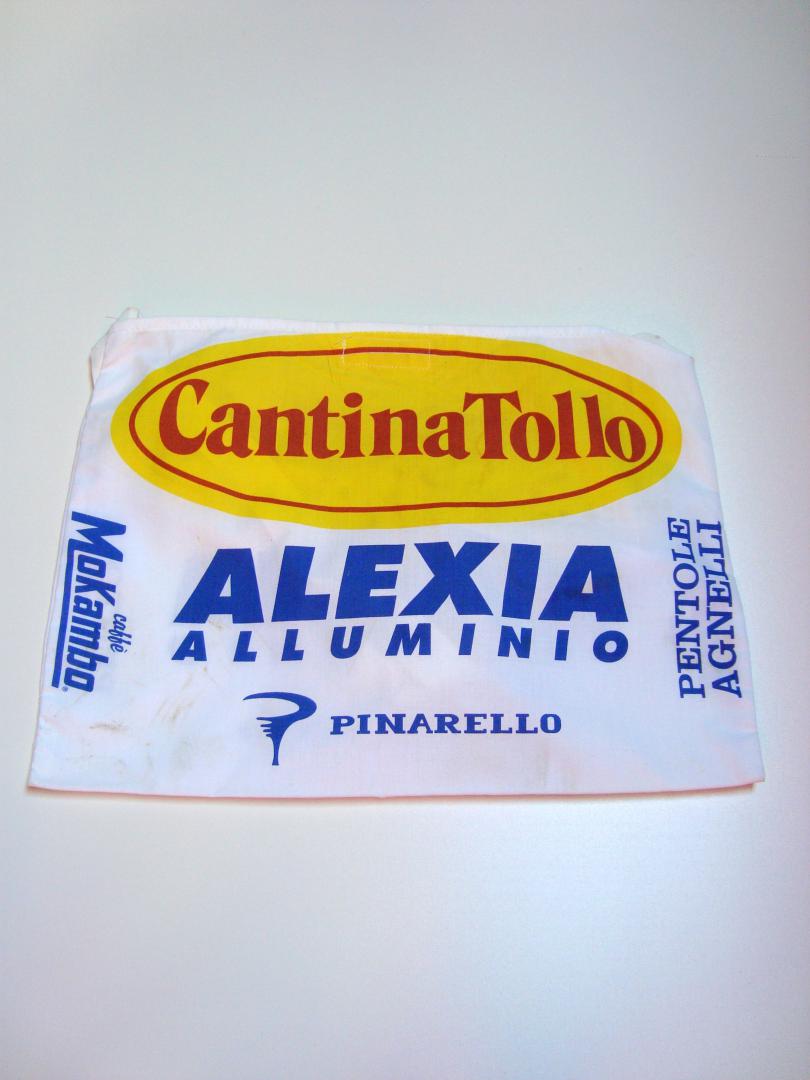 CantinaTollo
ALEXIA
ALLUMINIO
PINARELLO
caffè
MoKambo®
PENTOLE
AGNELLI